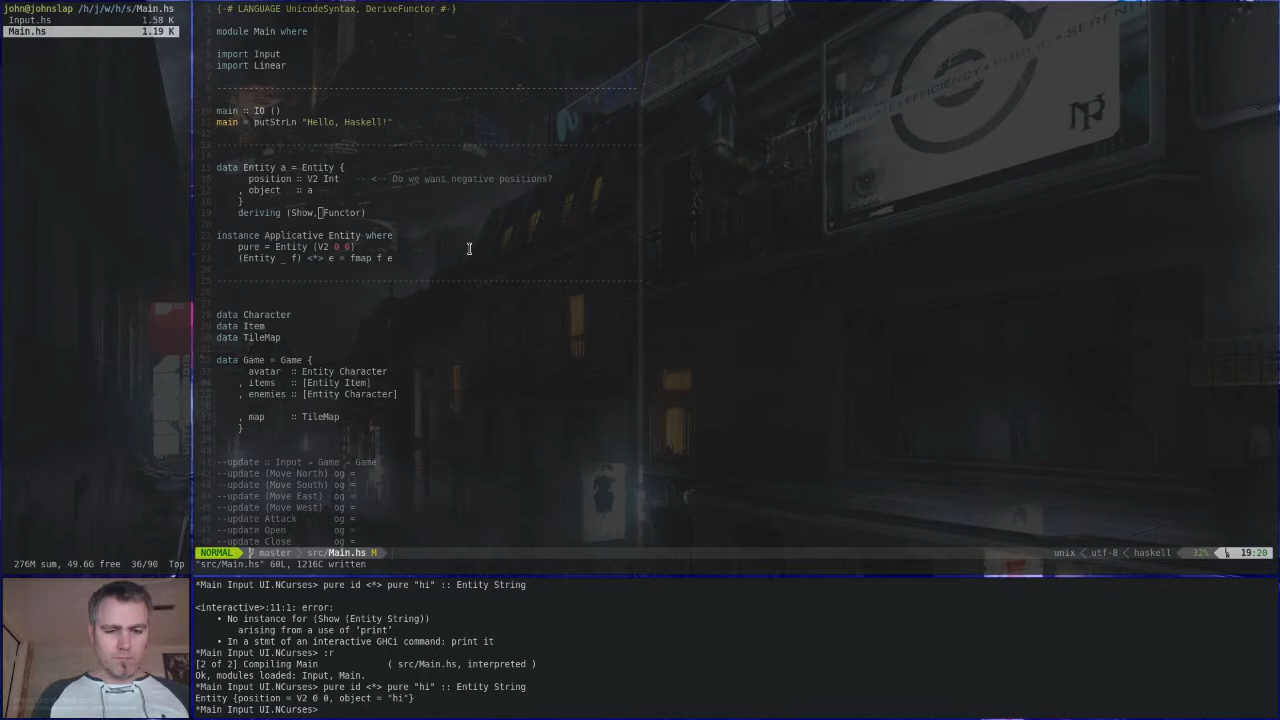 john@johnslap /h/j/w/h/s/Main.hs
Input.hs 1.58 K
Main.hs 1.19 K
276M sum, 49.6G free 36/90 Top
{-# LANGUAGE UnicodeSyntax, DeriveFunctor #-}
module Main where
import Input
import Linear
main ∷ IO ()
main = putStrLn "Hello, Haskell!"
data Entity a = Entity {
position ∷ V2 Int -- <-- Do we want negative positions?
, object ∷ a
}
deriving (Show, Functor)
instance Applicative Entity where
pure = Entity (V2 0 0)
(Entity _ f) <*> e = fmap f e
data Character
data Item
data TileMap
data Game = Game {
avatar ∷ Entity Character
, items ∷ [Entity Item]
, enemies ∷ [Entity Character]
, map ∷ TileMap
}
--update ∷ Input → Game → Game
--update (Move North) og =
--update (Move South) og =
--update (Move East) og =
--update (Move West) og =
--update Attack og =
--update Open og =
--update Close og =
NORMAL master src/Main.hs M unix utf-8 haskell 32% 19:20
"src/Main.hs" 60L, 1216C written
*Main Input UI.NCurses> pure id <*> pure "hi" :: Entity String
<interactive>:11:1: error:
• No instance for (Show (Entity String))
arising from a use of ‘print’
• In a stmt of an interactive GHCi command: print it
*Main Input UI.NCurses> :r
[2 of 2] Compiling Main ( src/Main.hs, interpreted )
Ok, modules loaded: Input, Main.
*Main Input UI.NCurses> pure id <*> pure "hi" :: Entity String
Entity {position = V2 0 0, object = "hi"}
*Main Input UI.NCurses>
EFFICIENCY • PUBLIC • SEREN